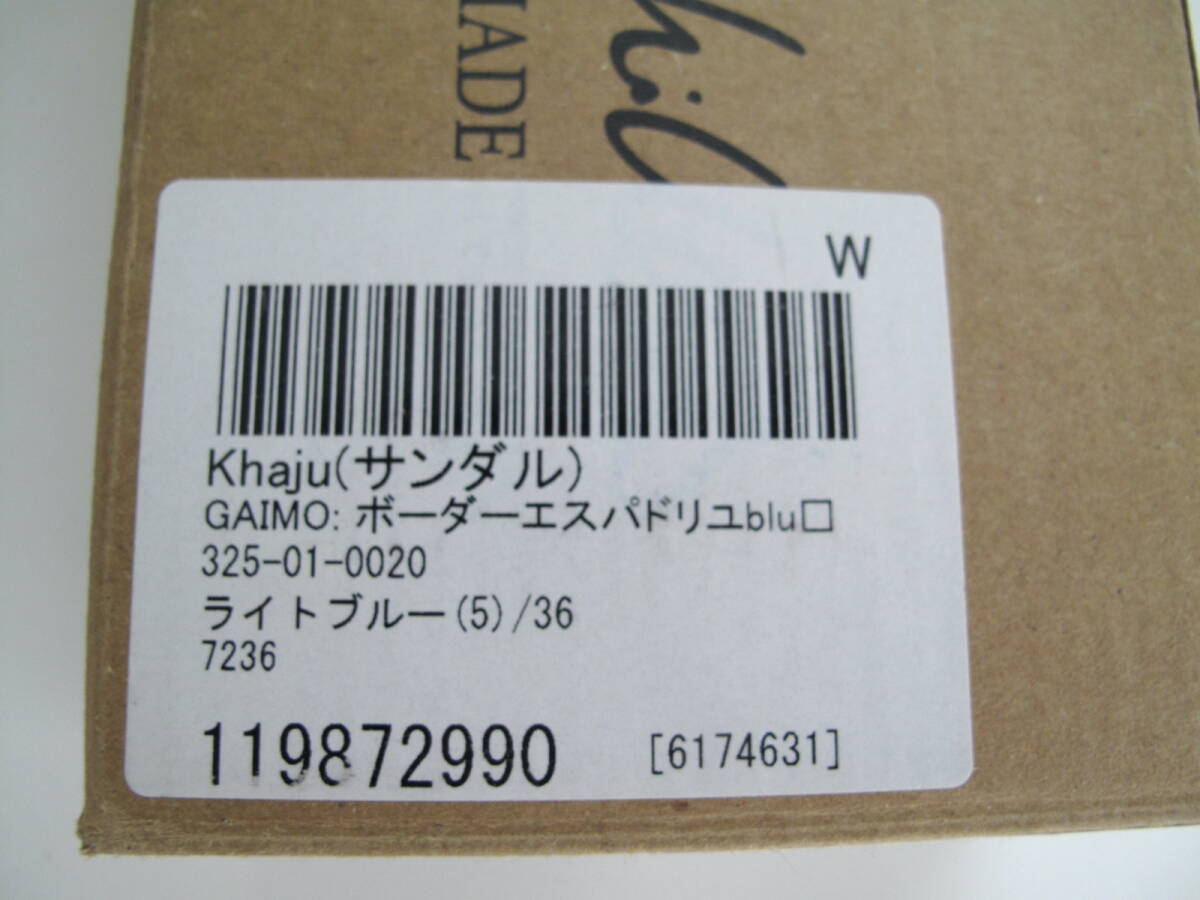 MADE
W
Khaju(サンダル)
GAIMO: ボーダーエスパドリユblu□
325-01-0020
ライトブルー(5)/36
7236
119872990 [6174631]